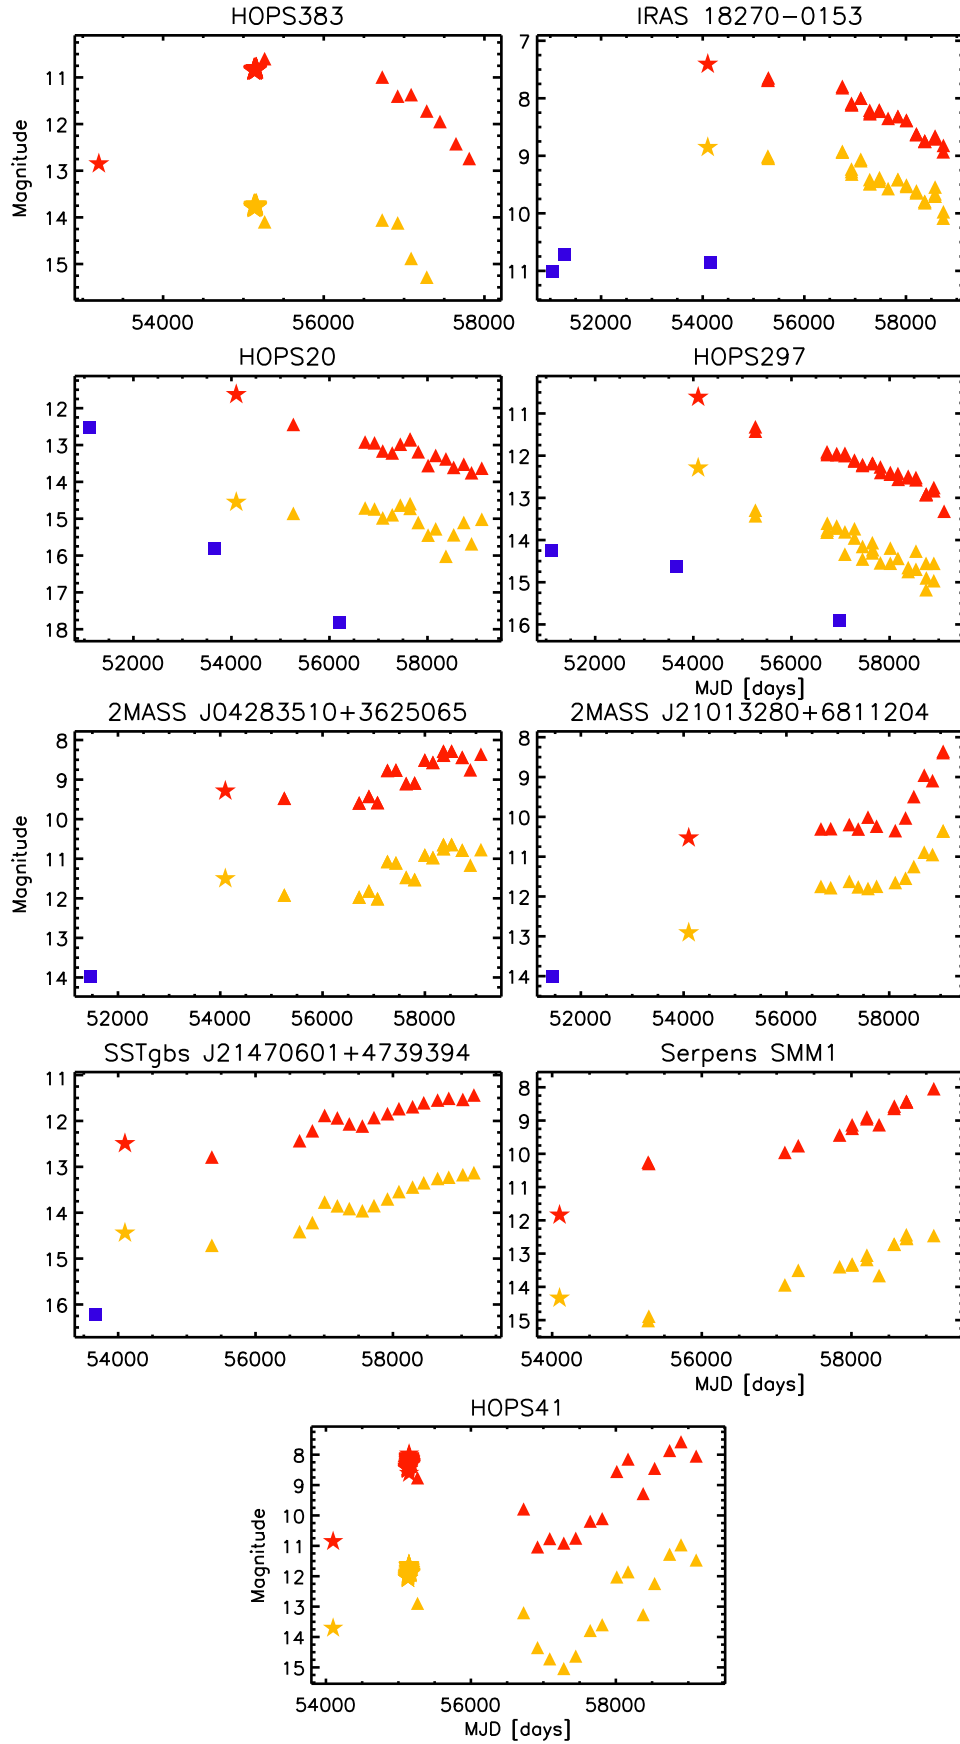 HOPS383
IRAS 18270-0153
Magnitude
11
12
13
14
15
54000 56000 58000
7
8
9
10
11
52000 54000 56000 58000
HOPS20
HOPS297
12
13
14
15
16
17
18
52000 54000 56000 58000
11
12
13
14
15
16
52000 54000 56000 58000
MJD [days]
2MASS J04283510+3625065
2MASS J21013280+6811204
Magnitude
8
9
10
11
12
13
14
52000 54000 56000 58000
8
9
10
11
12
13
14
52000 54000 56000 58000
SSTgbs J21470601+4739394
Serpens SMM1
11
12
13
14
15
16
54000 56000 58000
8
9
10
11
12
13
14
15
54000 56000 58000
MJD [days]
HOPS41
Magnitude
8
9
10
11
12
13
14
15
54000 56000 58000
MJD [days]